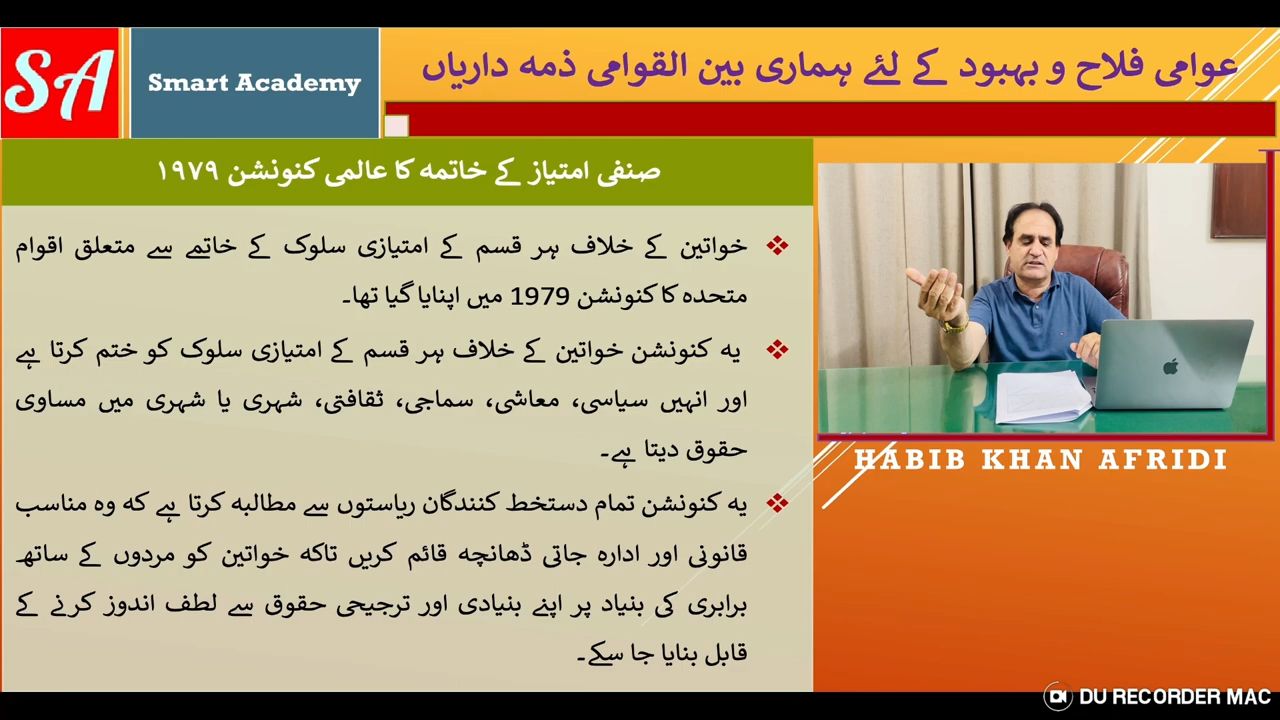 SA
Smart Academy
عوامی فلاح و بہبود کے لئے ہماری بین القوامی ذمہ داریاں
صنفی امتیاز کے خاتمہ کا عالمی کنونشن ۱۹۷۹
خواتین کے خلاف ہر قسم کے امتیازی سلوک کے خاتمے سے متعلق اقوام
متحدہ کا کنونشن 1979 میں اپنایا گیا تھا۔
یہ کنونشن خواتین کے خلاف ہر قسم کے امتیازی سلوک کو ختم کرتا ہے
اور انہیں سیاسی، معاشی، سماجی، ثقافتی، شہری یا شہری میں مساوی
حقوق دیتا ہے۔
یہ کنونشن تمام دستخط کنندگان ریاستوں سے مطالبہ کرتا ہے کہ وہ مناسب
قانونی اور ادارہ جاتی ڈھانچہ قائم کریں تاکہ خواتین کو مردوں کے ساتھ
برابری کی بنیاد پر اپنے بنیادی اور ترجیحی حقوق سے لطف اندوز کرنے کے
قابل بنایا جا سکے۔
HABIB KHAN AFRIDI
DU RECORDER MAC